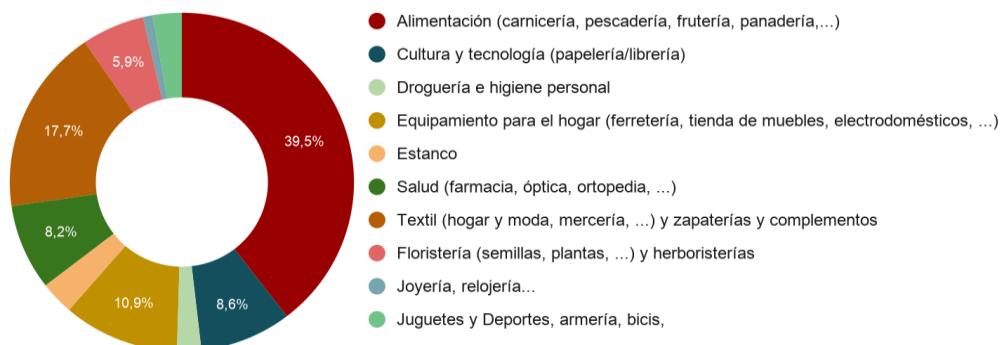 39,5%
8,6%
10,9%
8,2%
17,7%
5,9%
Alimentación (carnicería, pescadería, frutería, panadería,...)
Cultura y tecnología (papelería/librería)
Droguería e higiene personal
Equipamiento para el hogar (ferretería, tienda de muebles, electrodomésticos, ...)
Estanco
Salud (farmacia, óptica, ortopedia, ...)
Textil (hogar y moda, mercería, ...) y zapaterías y complementos
Floristería (semillas, plantas, ...) y herboristerías
Joyería, relojería...
Juguetes y Deportes, armería, bicis,